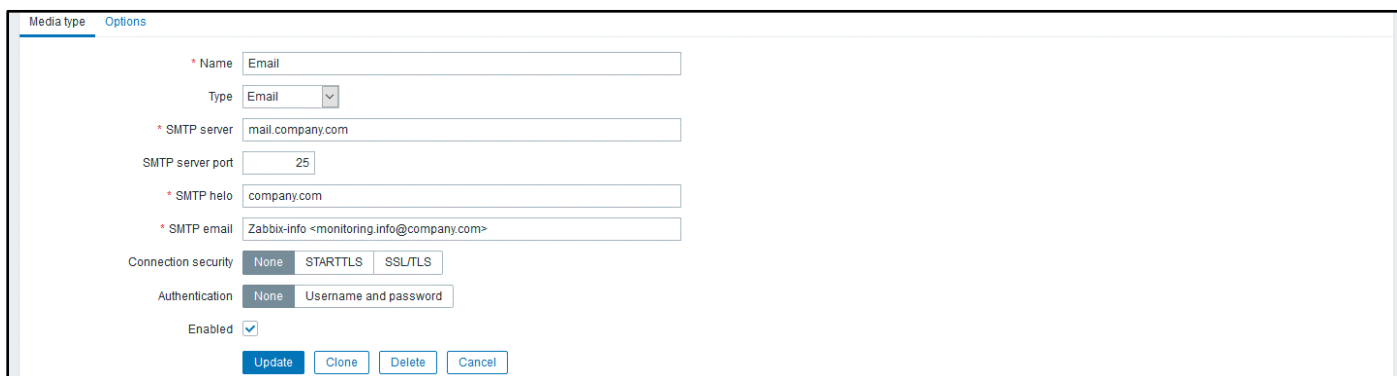 Media type Options
* Name Email
Type Email
* SMTP server mail.company.com
SMTP server port 25
* SMTP helo company.com
* SMTP email Zabbix-info <monitoring.info@company.com>
Connection security None STARTTLS SSL/TLS
Authentication None Username and password
Enabled
Update Clone Delete Cancel